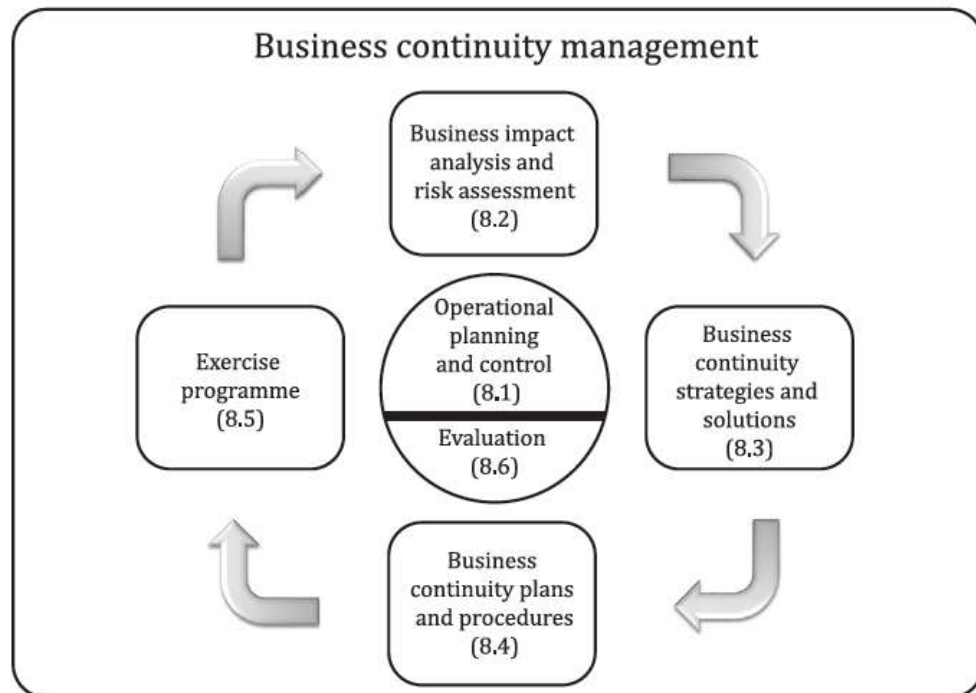 Business continuity management
Business impact
analysis and
risk assessment
(8.2)
Operational
planning
and control
(8.1)
Evaluation
(8.6)
Exercise
programme
(8.5)
Business
continuity
strategies and
solutions
(8.3)
Business
continuity plans
and procedures
(8.4)